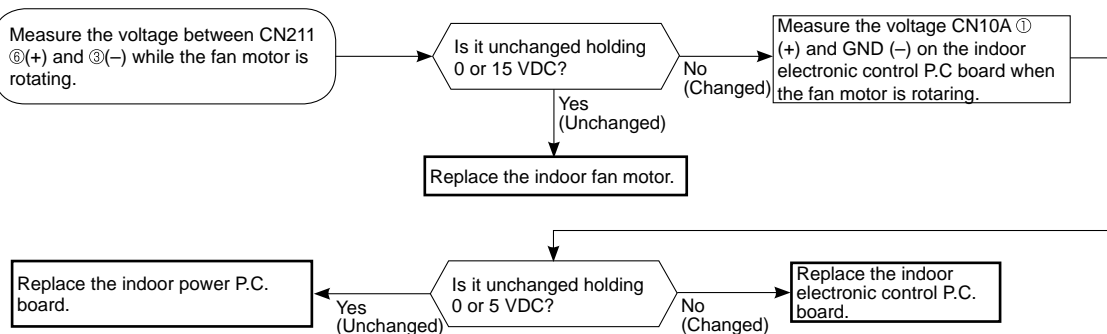 Measure the voltage between CN211
⑥(+) and ③(–) while the fan motor is
rotating.
Is it unchanged holding
0 or 15 VDC?
No
(Changed)
Measure the voltage CN10A ①
(+) and GND (–) on the indoor
electronic control P.C board when
the fan motor is rotaring.
Yes
(Unchanged)
Replace the indoor fan motor.
Is it unchanged holding
0 or 5 VDC?
Yes
(Unchanged)
Replace the indoor power P.C.
board.
No
(Changed)
Replace the indoor
electronic control P.C.
board.